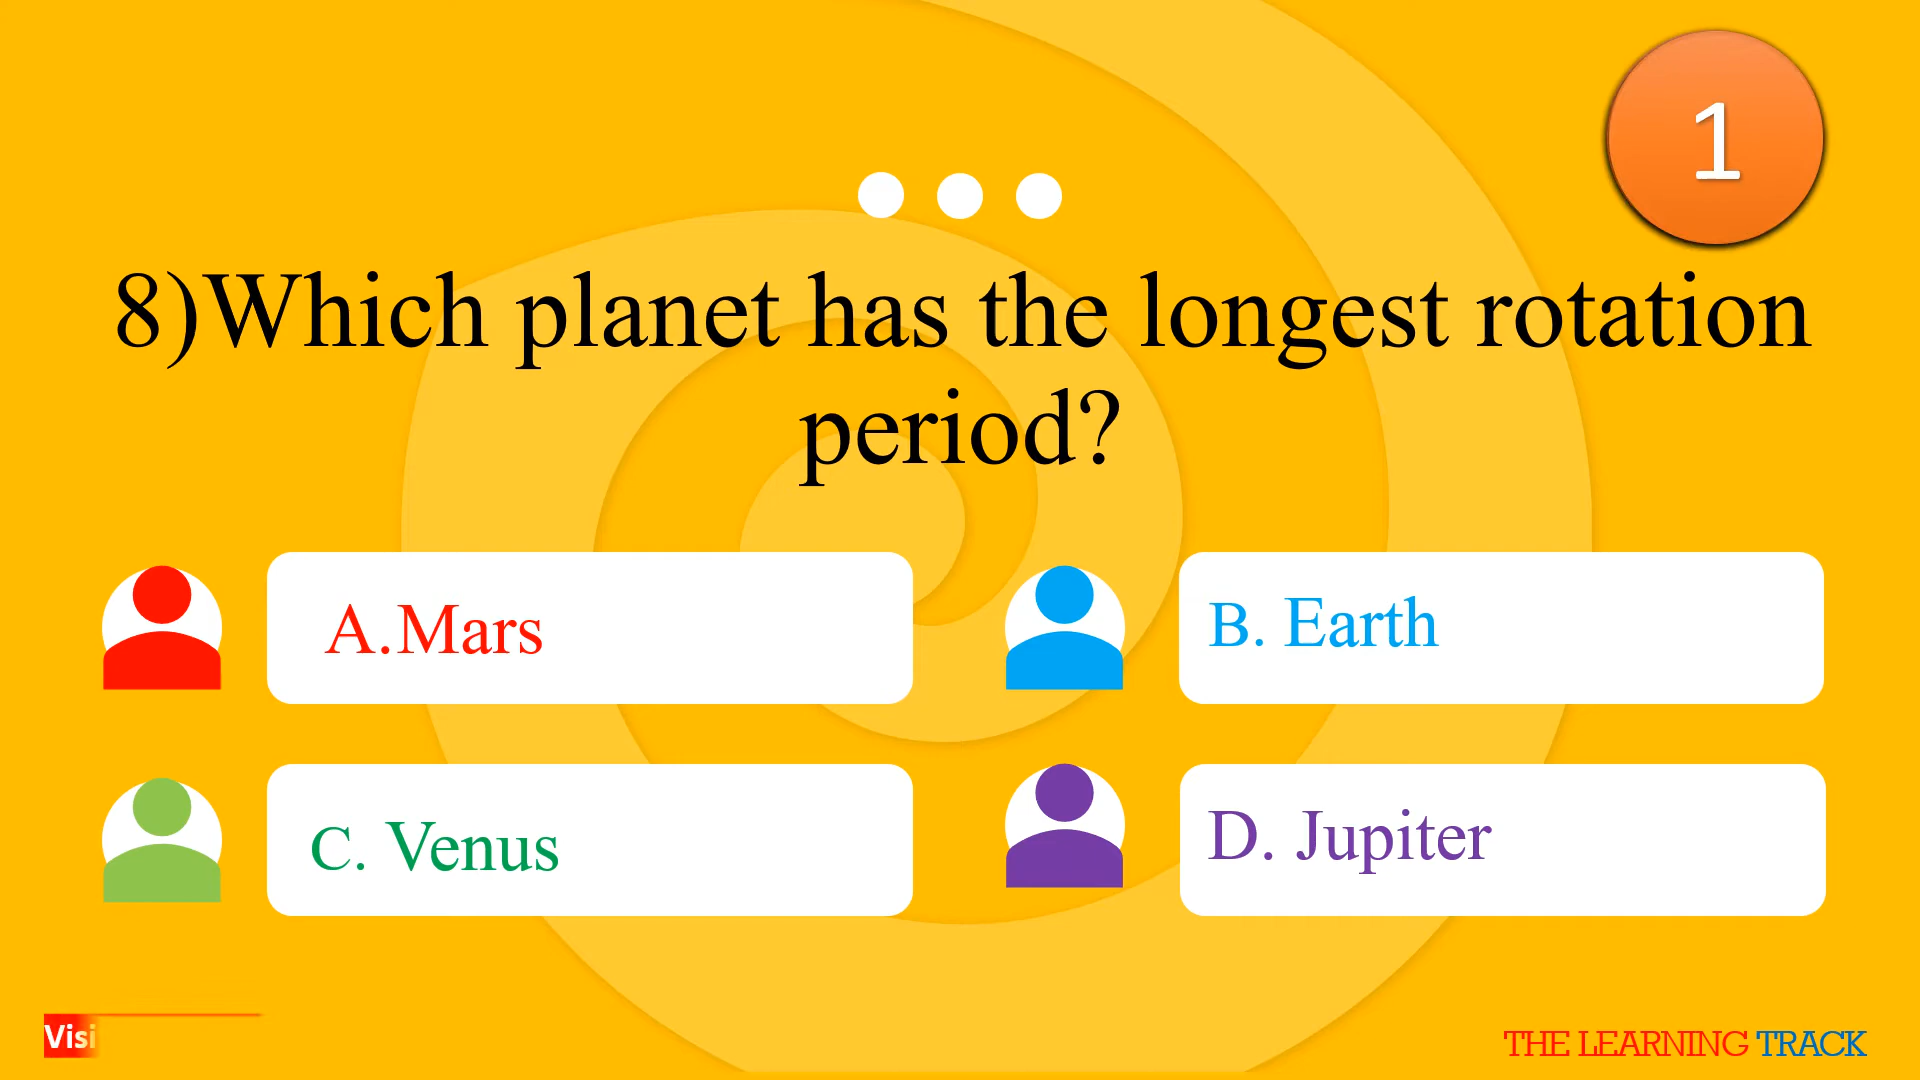 1
8)Which planet has the longest rotation
period?
A.Mars
B. Earth
C. Venus
D. Jupiter
Visi
THE LEARNING TRACK